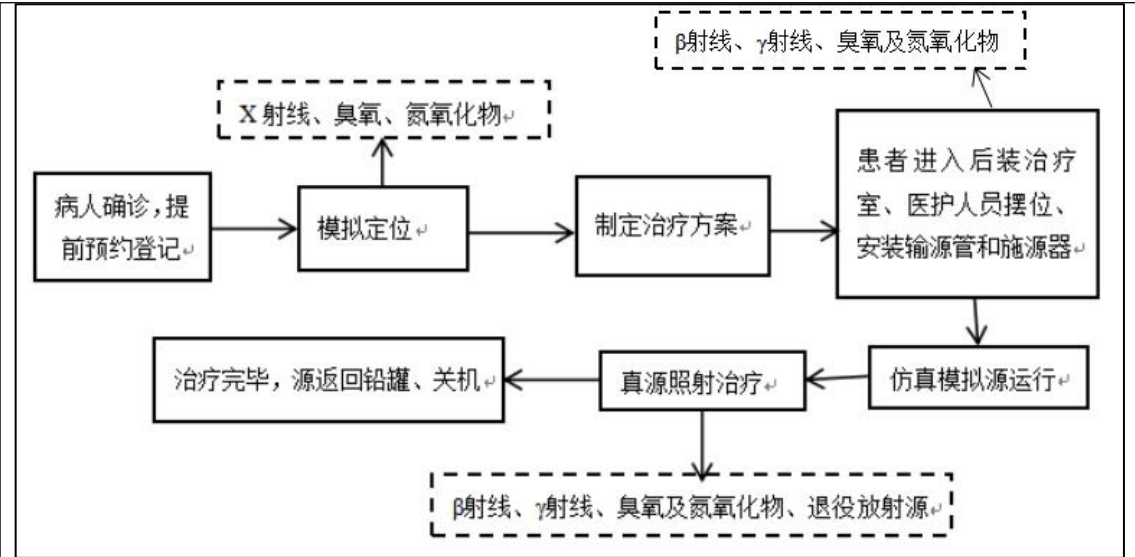 β射线、γ射线、臭氧及氮氧化物
X 射线、臭氧、氮氧化物
病人确诊，提
前预约登记
模拟定位
制定治疗方案
患者进入后装治疗
室、医护人员摆位、
安装输源管和施源器
治疗完毕，源返回铅罐、关机
真源照射治疗
仿真模拟源运行
β射线、γ射线、臭氧及氮氧化物、退役放射源